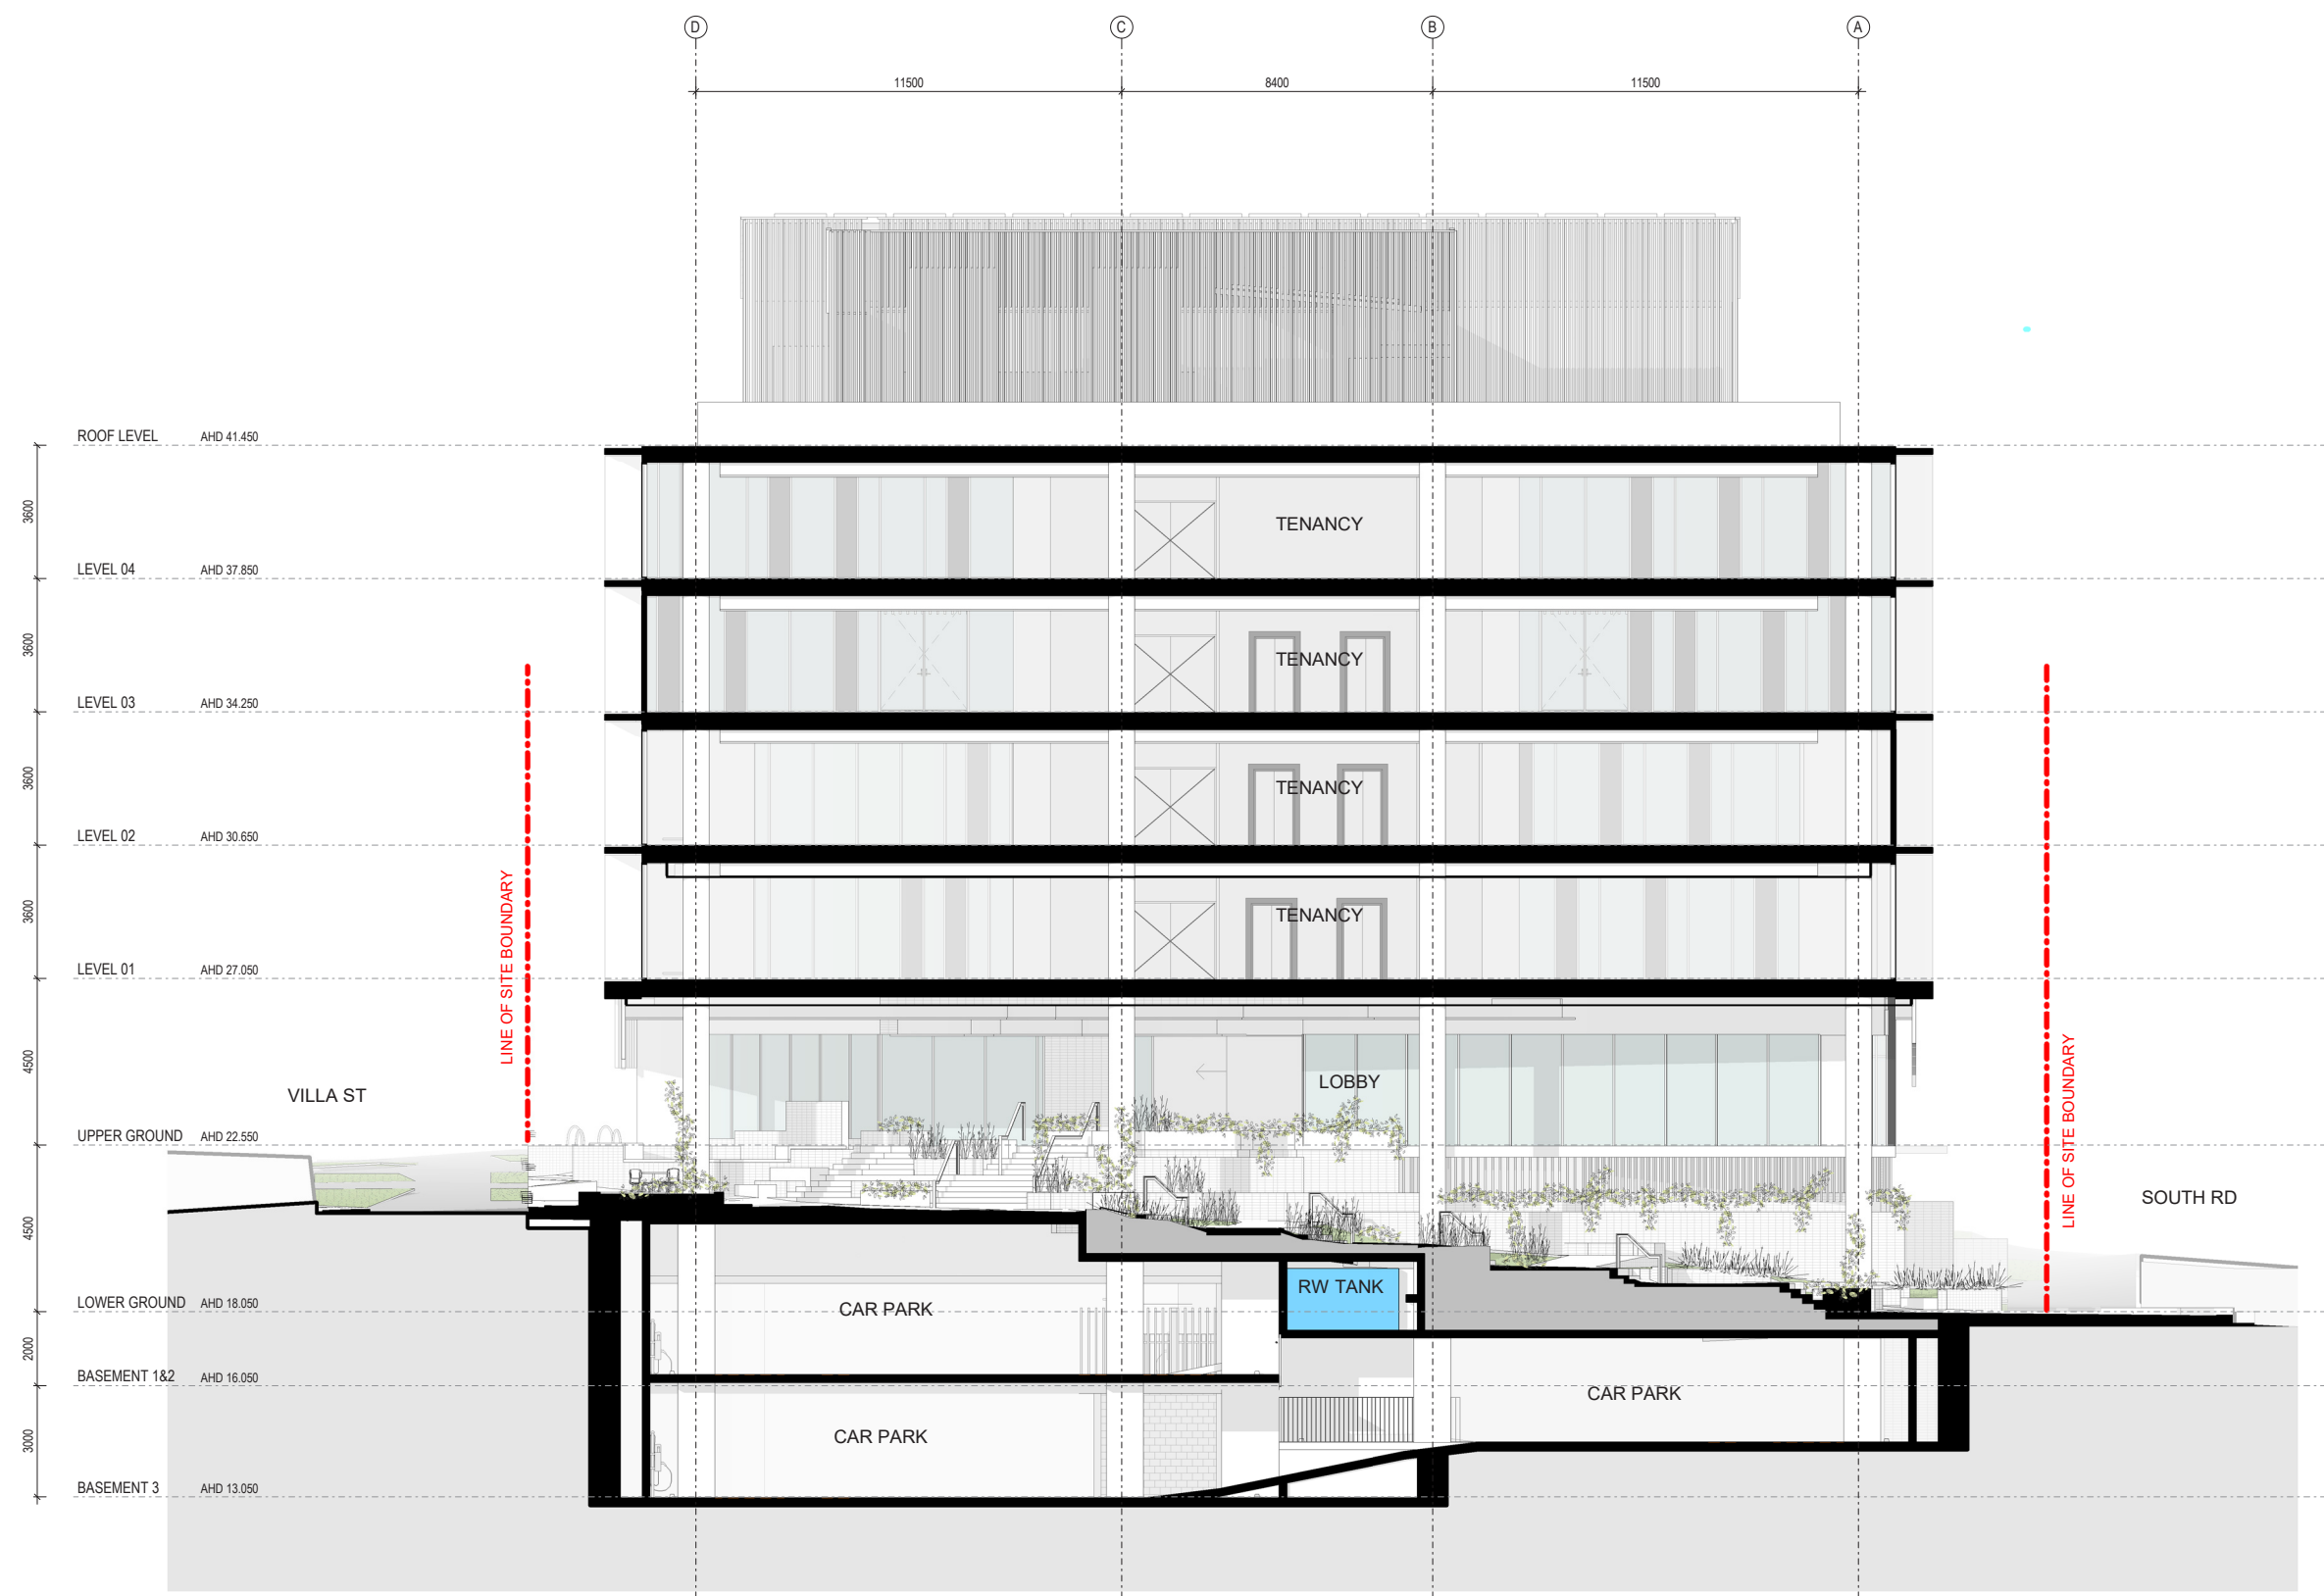 D
C
B
A
11500
8400
11500
ROOF LEVEL AHD 41.450
3600
TENANCY
LEVEL 04 AHD 37.850
3600
TENANCY
LEVEL 03 AHD 34.250
3600
TENANCY
LEVEL 02 AHD 30.650
3600
TENANCY
LEVEL 01 AHD 27.050
LINE OF SITE BOUNDARY
4500
LOBBY
VILLA ST
UPPER GROUND AHD 22.550
LINE OF SITE BOUNDARY
SOUTH RD
4500
RW TANK
LOWER GROUND AHD 18.050
CAR PARK
2000
BASEMENT 1&2 AHD 16.050
CAR PARK
3000
CAR PARK
BASEMENT 3 AHD 13.050